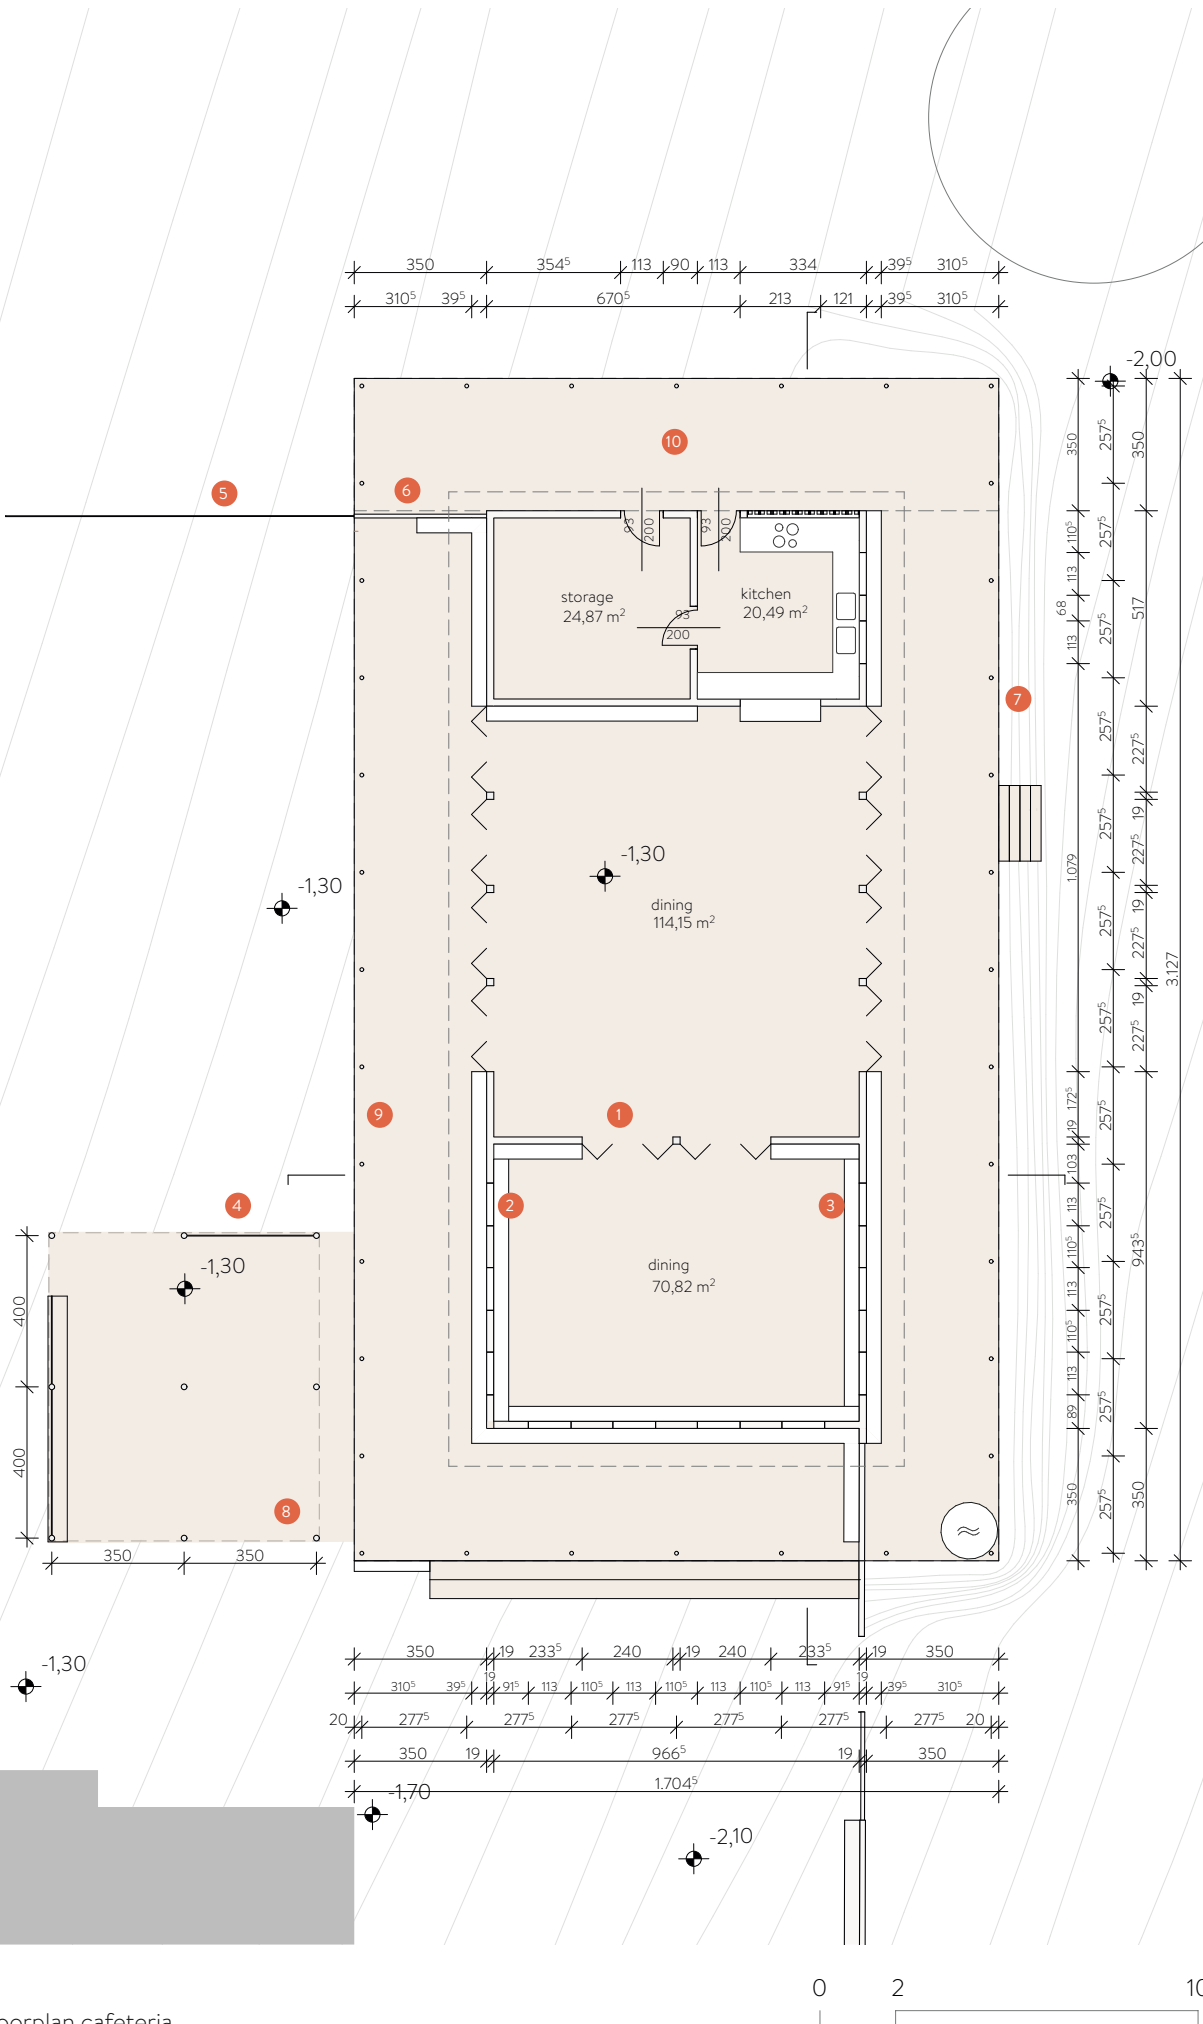 350 354⁵ 113 90 113 334 39⁵ 310⁵
310⁵ 39⁵ 670⁵ 213 121 39⁵ 310⁵
-2,00
10
350 257⁵ 350
6
5
93 200 93 200
110⁵ 257⁵
113
storage
24,87 m²
kitchen
20,49 m²
68 517
93
200
113 257⁵
7
257⁵ 227⁵
19
257⁵ 227⁵
-1,30
-1,30
1.079
dining
114,15 m²
19
257⁵ 227⁵
3.127
19
257⁵ 227⁵
9
1
172⁵ 257⁵
19
103
4
2
3
113 257⁵
-1,30
110⁵ 943⁵
dining
70,82 m²
113
400
257⁵
110⁵
113
89 257⁵
400
350 257⁵ 350
8
≈
350 350
350 19 233⁵ 240 19 240 233⁵ 19 350
-1,30
19 19
310⁵ 39⁵ 91⁵ 113 110⁵ 113 110⁵ 113 110⁵ 113 91⁵ 39⁵ 310⁵
20 277⁵ 277⁵ 277⁵ 277⁵ 277⁵ 277⁵ 20
350 19 966⁵ 19 350
1.704⁵
-1,70
-2,10
0 2 10
orplan cafeteria